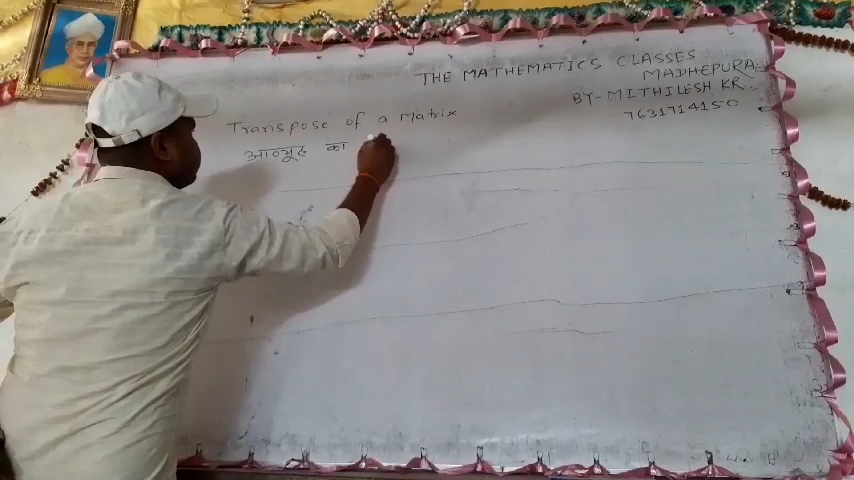 THE MATHEMATICS CLASSES
MADHEPURA
BY-MITHILESH KR.
7631714150
Transpose of a Matrix
आव्यूह का